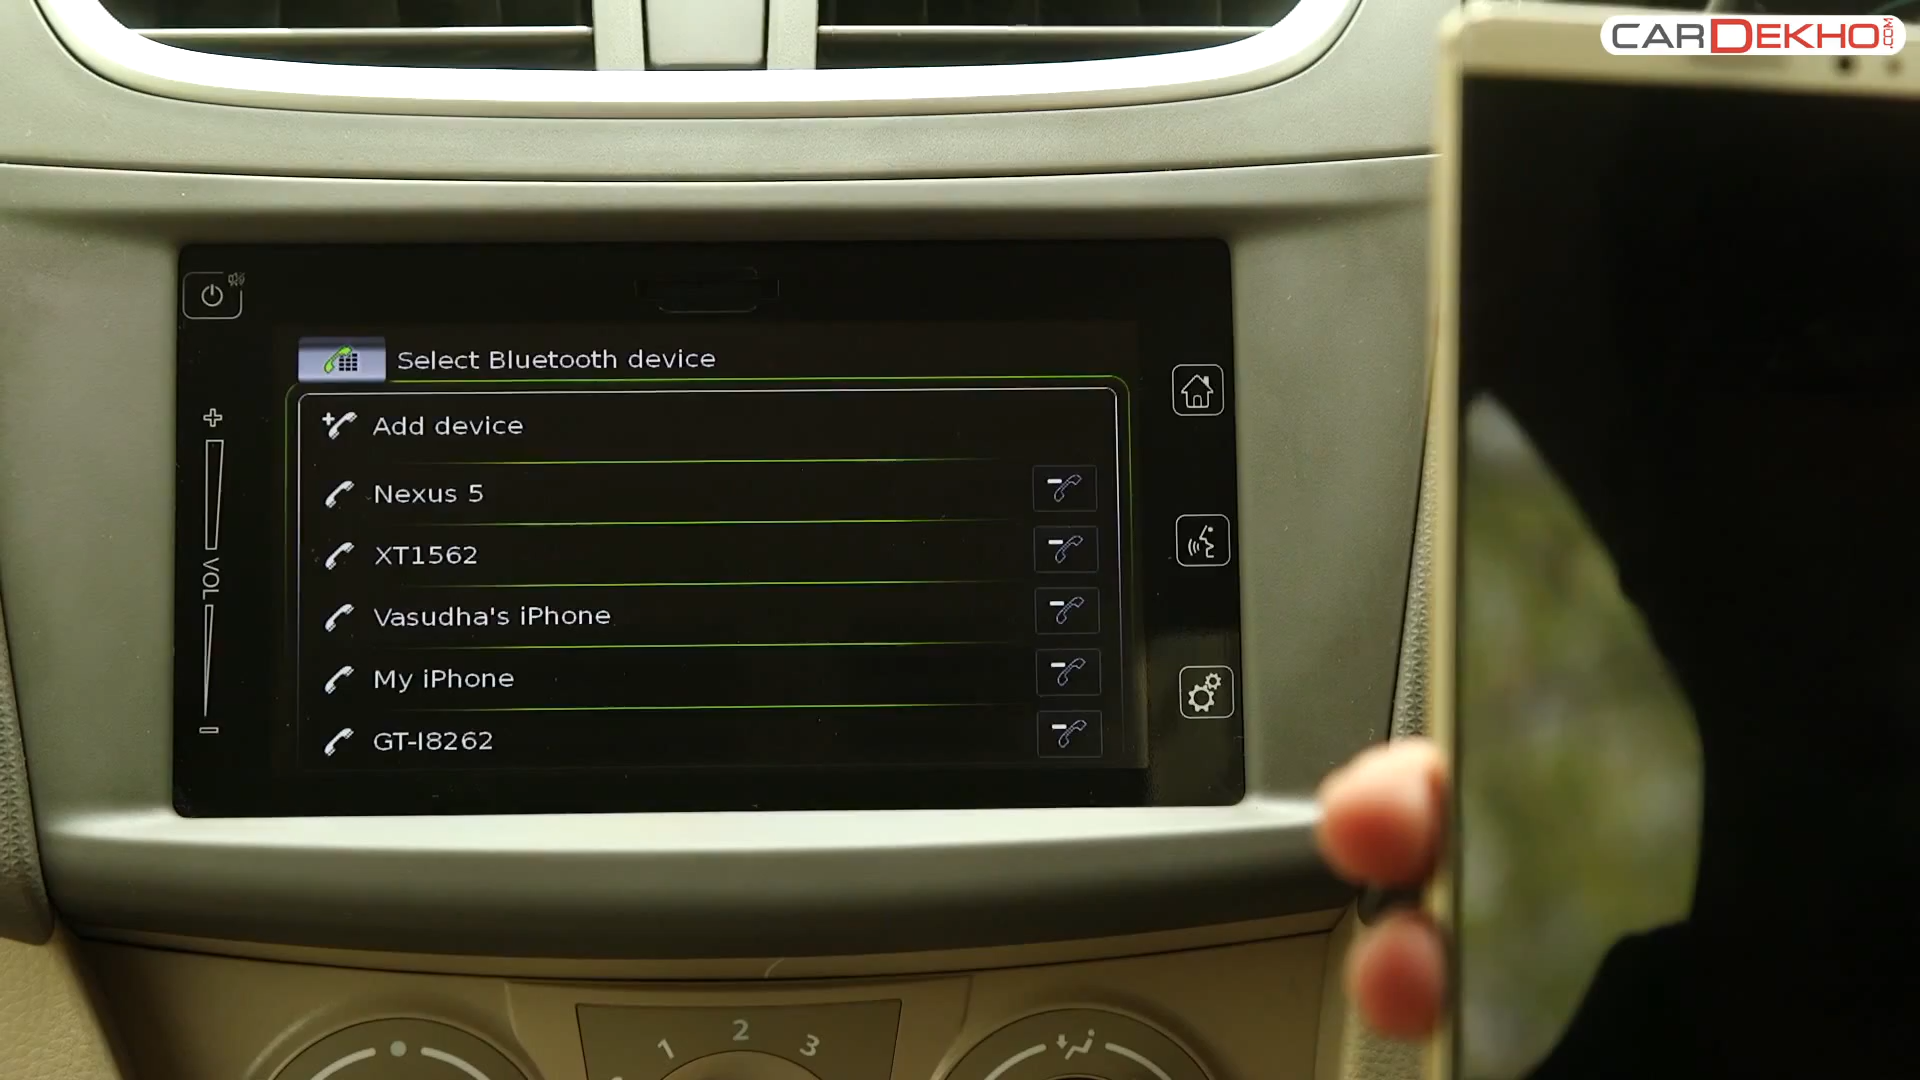 CARDEKHO.COM
Select Bluetooth device
Add device
Nexus 5
XT1562
Vasudha's iPhone
My iPhone
GT-I8262
VOL
1 2 3